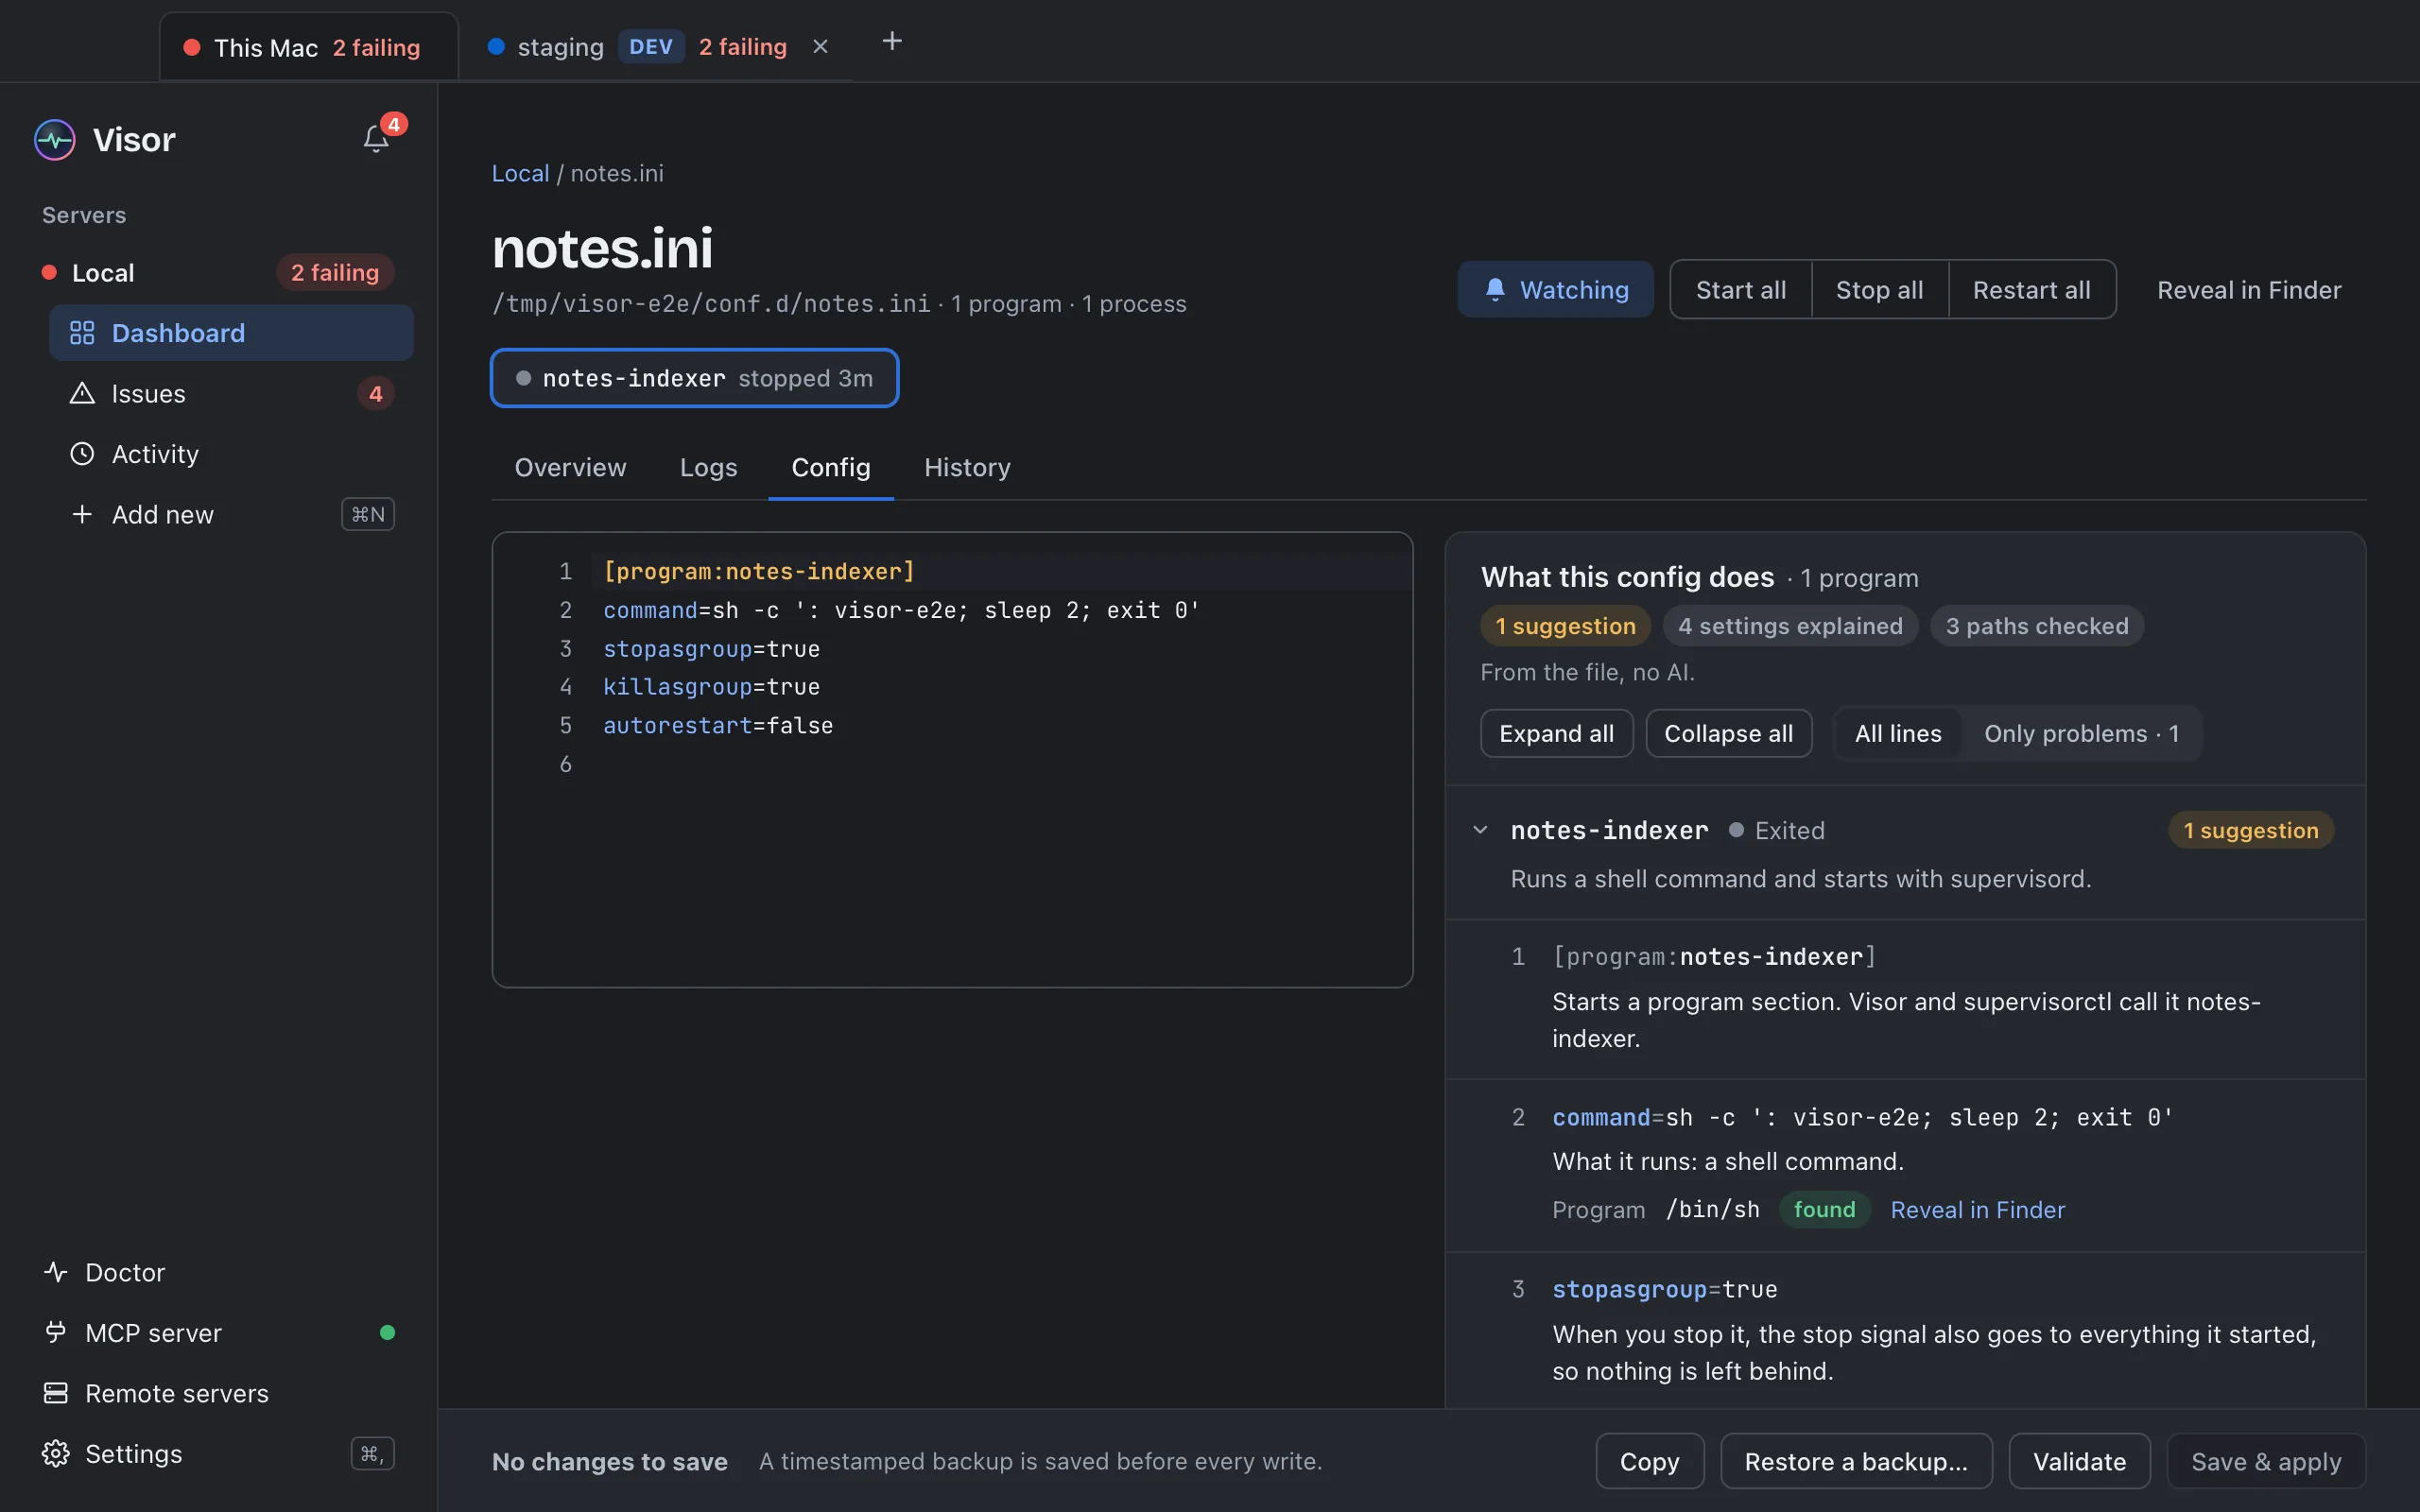 This Mac 2 failing
staging DEV 2 failing
Visor
4
Servers
Local 2 failing
Dashboard
Issues 4
Activity
Add new ⌘N
Doctor
MCP server
Remote servers
Settings ⌘,
Local / notes.ini
notes.ini
/tmp/visor-e2e/conf.d/notes.ini · 1 program · 1 process
Watching
Start all
Stop all
Restart all
Reveal in Finder
notes-indexer stopped 3m
Overview
Logs
Config
History
1 [program:notes-indexer]
2 command=sh -c ': visor-e2e; sleep 2; exit 0'
3 stopasgroup=true
4 killasgroup=true
5 autorestart=false
6
What this config does · 1 program
1 suggestion
4 settings explained
3 paths checked
From the file, no AI.
Expand all
Collapse all
All lines
Only problems · 1
notes-indexer Exited
1 suggestion
Runs a shell command and starts with supervisord.
1 [program:notes-indexer]
Starts a program section. Visor and supervisorctl call it notes-
indexer.
2 command=sh -c ': visor-e2e; sleep 2; exit 0'
What it runs: a shell command.
Program /bin/sh found Reveal in Finder
3 stopasgroup=true
When you stop it, the stop signal also goes to everything it started,
so nothing is left behind.
No changes to save
A timestamped backup is saved before every write.
Copy
Restore a backup...
Validate
Save & apply